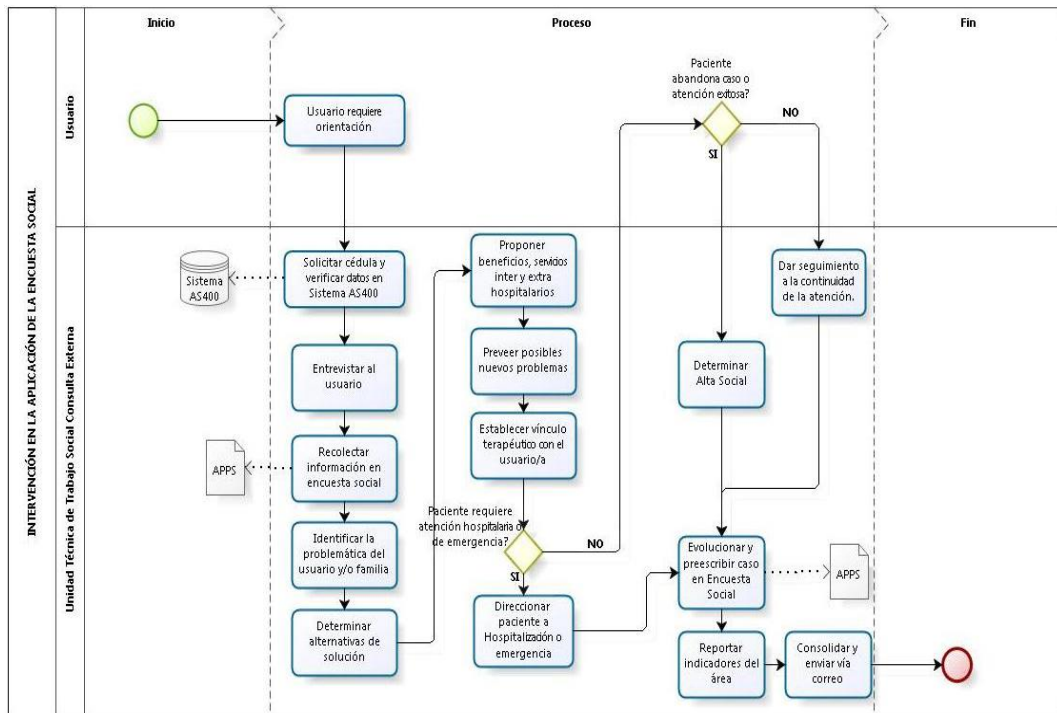 INTERVENCIÓN EN LA APLICACIÓN DE LA ENCUESTA SOCIAL
Inicio
Proceso
Fin
Usuario
Usuario requiere
orientación
Paciente
abandona caso o
atención exitosa?
NO
SI
Unidad Técnica de Trabajo Social Consulta Externa
Sistema
AS400
Solicitar cédula y
verificar datos en
Sistema AS400
Entrevistar al
usuario
APPS
Recolectar
información en
encuesta social
Identificar la
problemática del
usuario y/o familia
Determinar
alternativas de
solución
Proponer
beneficios, servicios
inter y extra
hospitalarios
Preveer posibles
nuevos problemas
Establecer vínculo
terapéutico con el
usuario/a
Paciente requiere
atención hospitalaria o
de emergencia?
NO
SI
Direccionar
paciente a
Hospitalización o
emergencia
Determinar
Alta Social
Dar seguimiento
a la continuidad
de la atención.
Evolucionar y
preescribir caso
en Encuesta
Social
APPS
Reportar
indicadores del
área
Consolidar y
enviar vía
correo